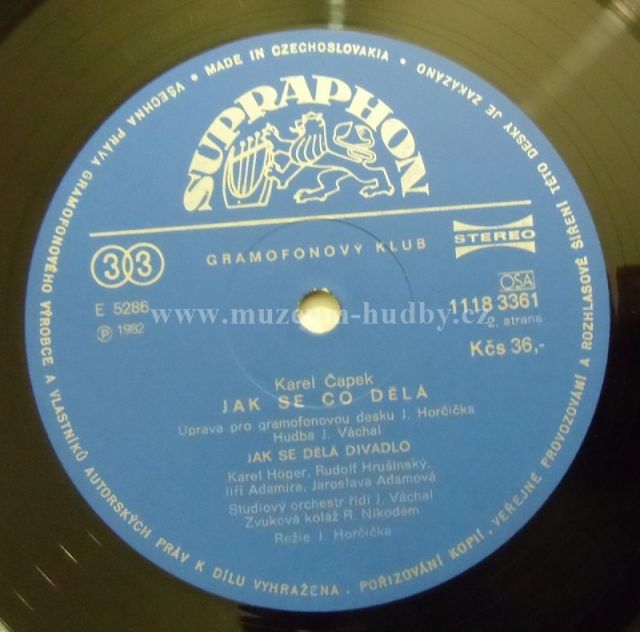 VŠECHNA PRÁVA GRAMOFONOVÉHO VÝROBCE A VLASTNÍKŮ AUTORSKÝCH PRÁV K DÍLU VYHRAŽENA . POŘIZOVÁNÍ KOPIÍ, VEŘEJNÉ PROVOZOVÁNÍ A ROZHLASOVÉ ŠÍŘENÍ TÉTO DESKY JE ZAKÁZÁNO
• MADE IN CZECHOSLOVAKIA •
SUPRAPHON
33
GRAMOFONOVÝ KLUB
STEREO
OSA
E 5286
1118 3361
www.muzeum-hudby.cz
℗ 1982
2. strana
Kčs 36,-
Karel Čapek
JAK SE CO DĚLÁ
Úprava pro gramofonovou desku J. Horčička
Hudba J. Váchal
JAK SE DĚLÁ DIVADLO
Karel Höger, Rudolf Hrušínský,
Jiří Adamíra, Jaroslava Adamová
Studiový orchestr řídí J. Váchal
Zvuková koláž R. Nikodém
Režie J. Horčička